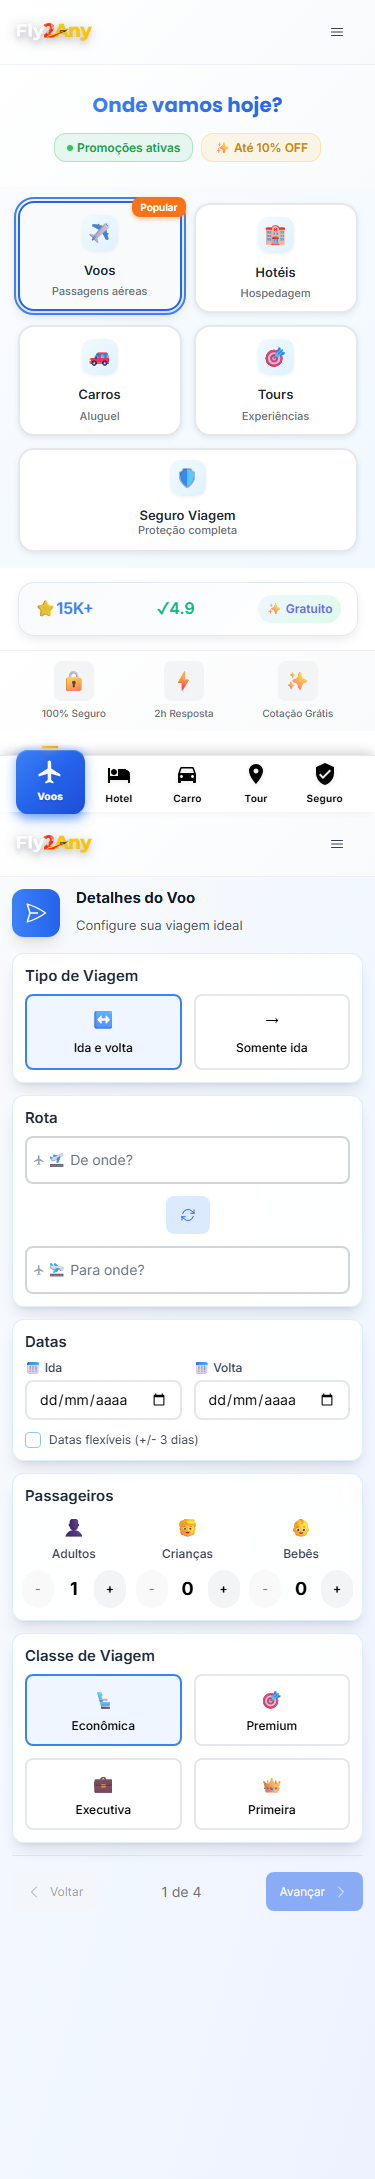 Fly2Any
Onde vamos hoje?
Promoções ativas
Até 10% OFF
Popular
Voos
Passagens aéreas
Hotéis
Hospedagem
Carros
Aluguel
Tours
Experiências
Seguro Viagem
Proteção completa
15K+
✓4.9
Gratuito
100% Seguro
2h Resposta
Cotação Grátis
Voos
Hotel
Carro
Tour
Seguro
Fly2Any
Detalhes do Voo
Configure sua viagem ideal
Tipo de Viagem
Ida e volta
Somente ida
Rota
De onde?
Para onde?
Datas
Ida
Volta
dd/mm/aaaa
dd/mm/aaaa
Datas flexíveis (+/- 3 dias)
Passageiros
Adultos
Crianças
Bebês
- 1 +
- 0 +
- 0 +
Classe de Viagem
Econômica
Premium
Executiva
Primeira
Voltar
1 de 4
Avançar